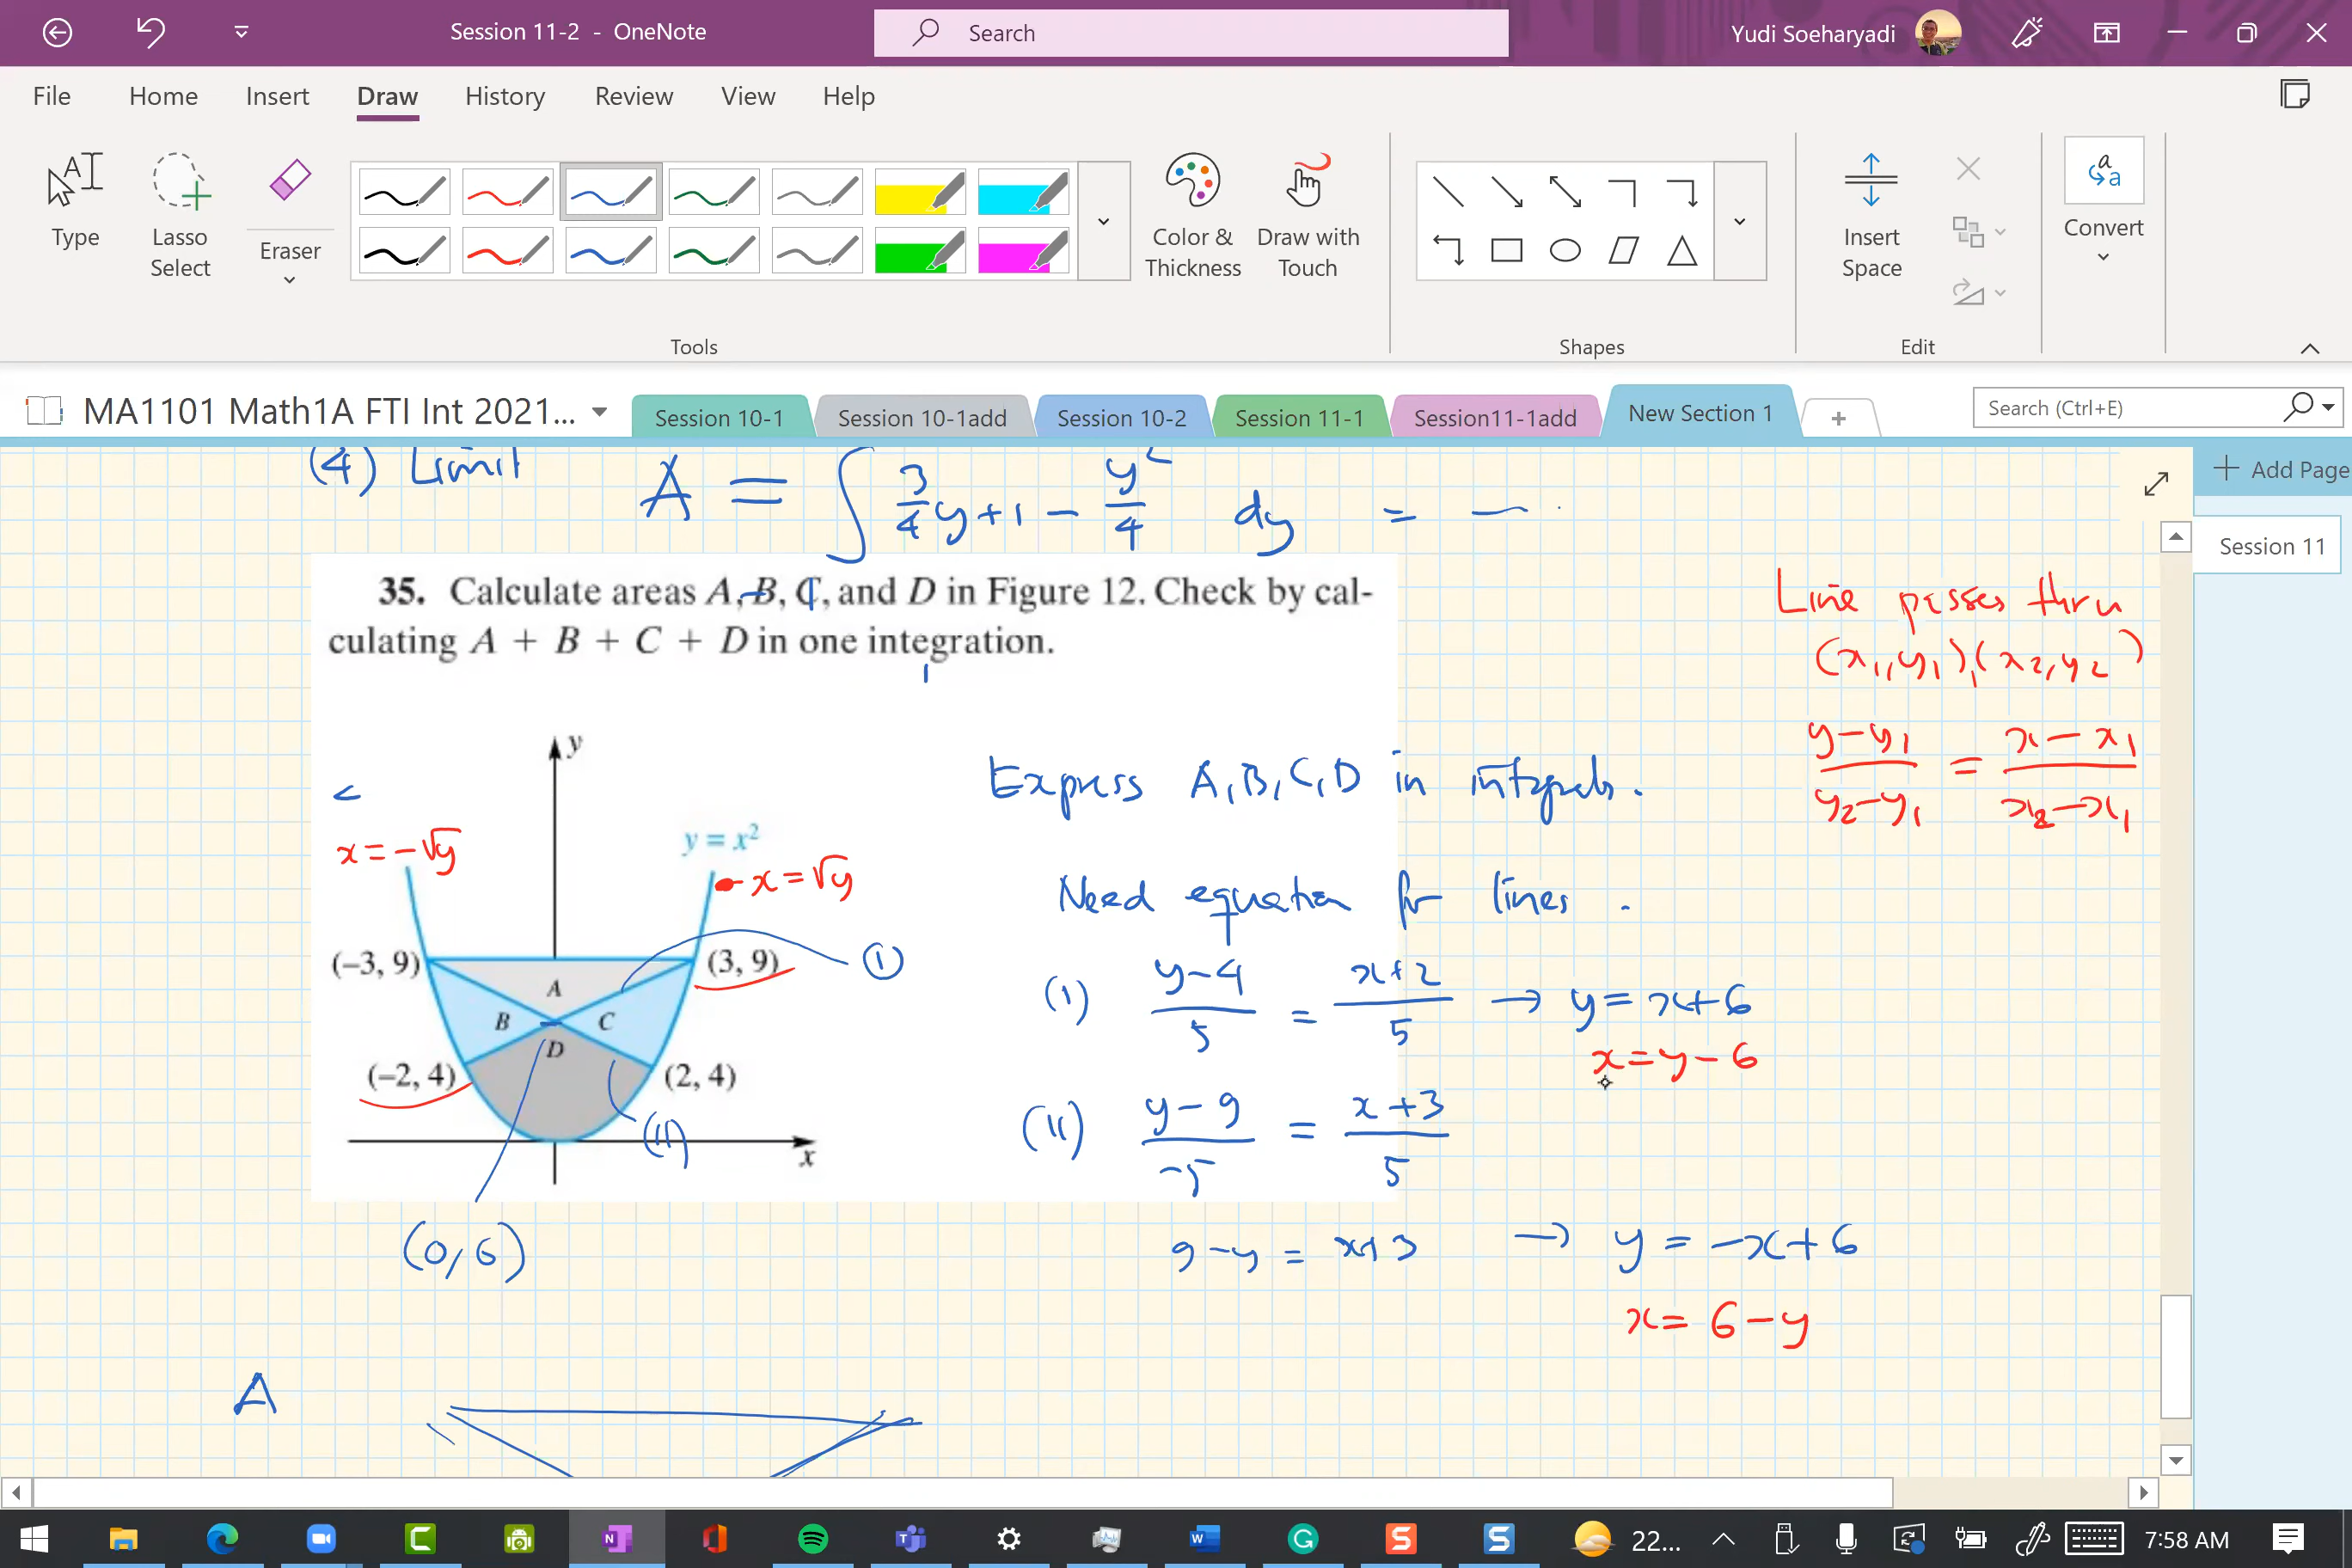 Session 11-2 - OneNote
Search
Yudi Soeharyadi
File Home Insert Draw History Review View Help
Type
Lasso Select
Eraser
Color & Thickness
Draw with Touch
Insert Space
Convert
Tools
Shapes
Edit
MA1101 Math1A FTI Int 2021...
Session 10-1
Session 10-1add
Session 10-2
Session 11-1
Session11-1add
New Section 1
Search (Ctrl+E)
Add Page
Session 11
(4) Limit
A = ∫ 3/4 y + 1 − y²/4 dy =
35. Calculate areas A, B, C, and D in Figure 12. Check by cal-
culating A + B + C + D in one integration.
Line passes thru
(x₁, y₁), (x₂, y₂)
(y − y₁)/(y₂ − y₁) = (x − x₁)/(x₂ − x₁)
y
Express A, B, C, D in integrals.
y = x²
x = −√y
x = √y
Need equation for lines.
(−3, 9)
(3, 9)
(I)
A
B
C
D
(−2, 4)
(2, 4)
(II)
x
(0, 6)
(I) (y − 4)/5 = (x + 2)/5 → y = x + 6
x = y − 6
(II) (y − 9)/−5 = (x + 3)/5
9 − y = x + 3 → y = −x + 6
x = 6 − y
A
22...
7:58 AM